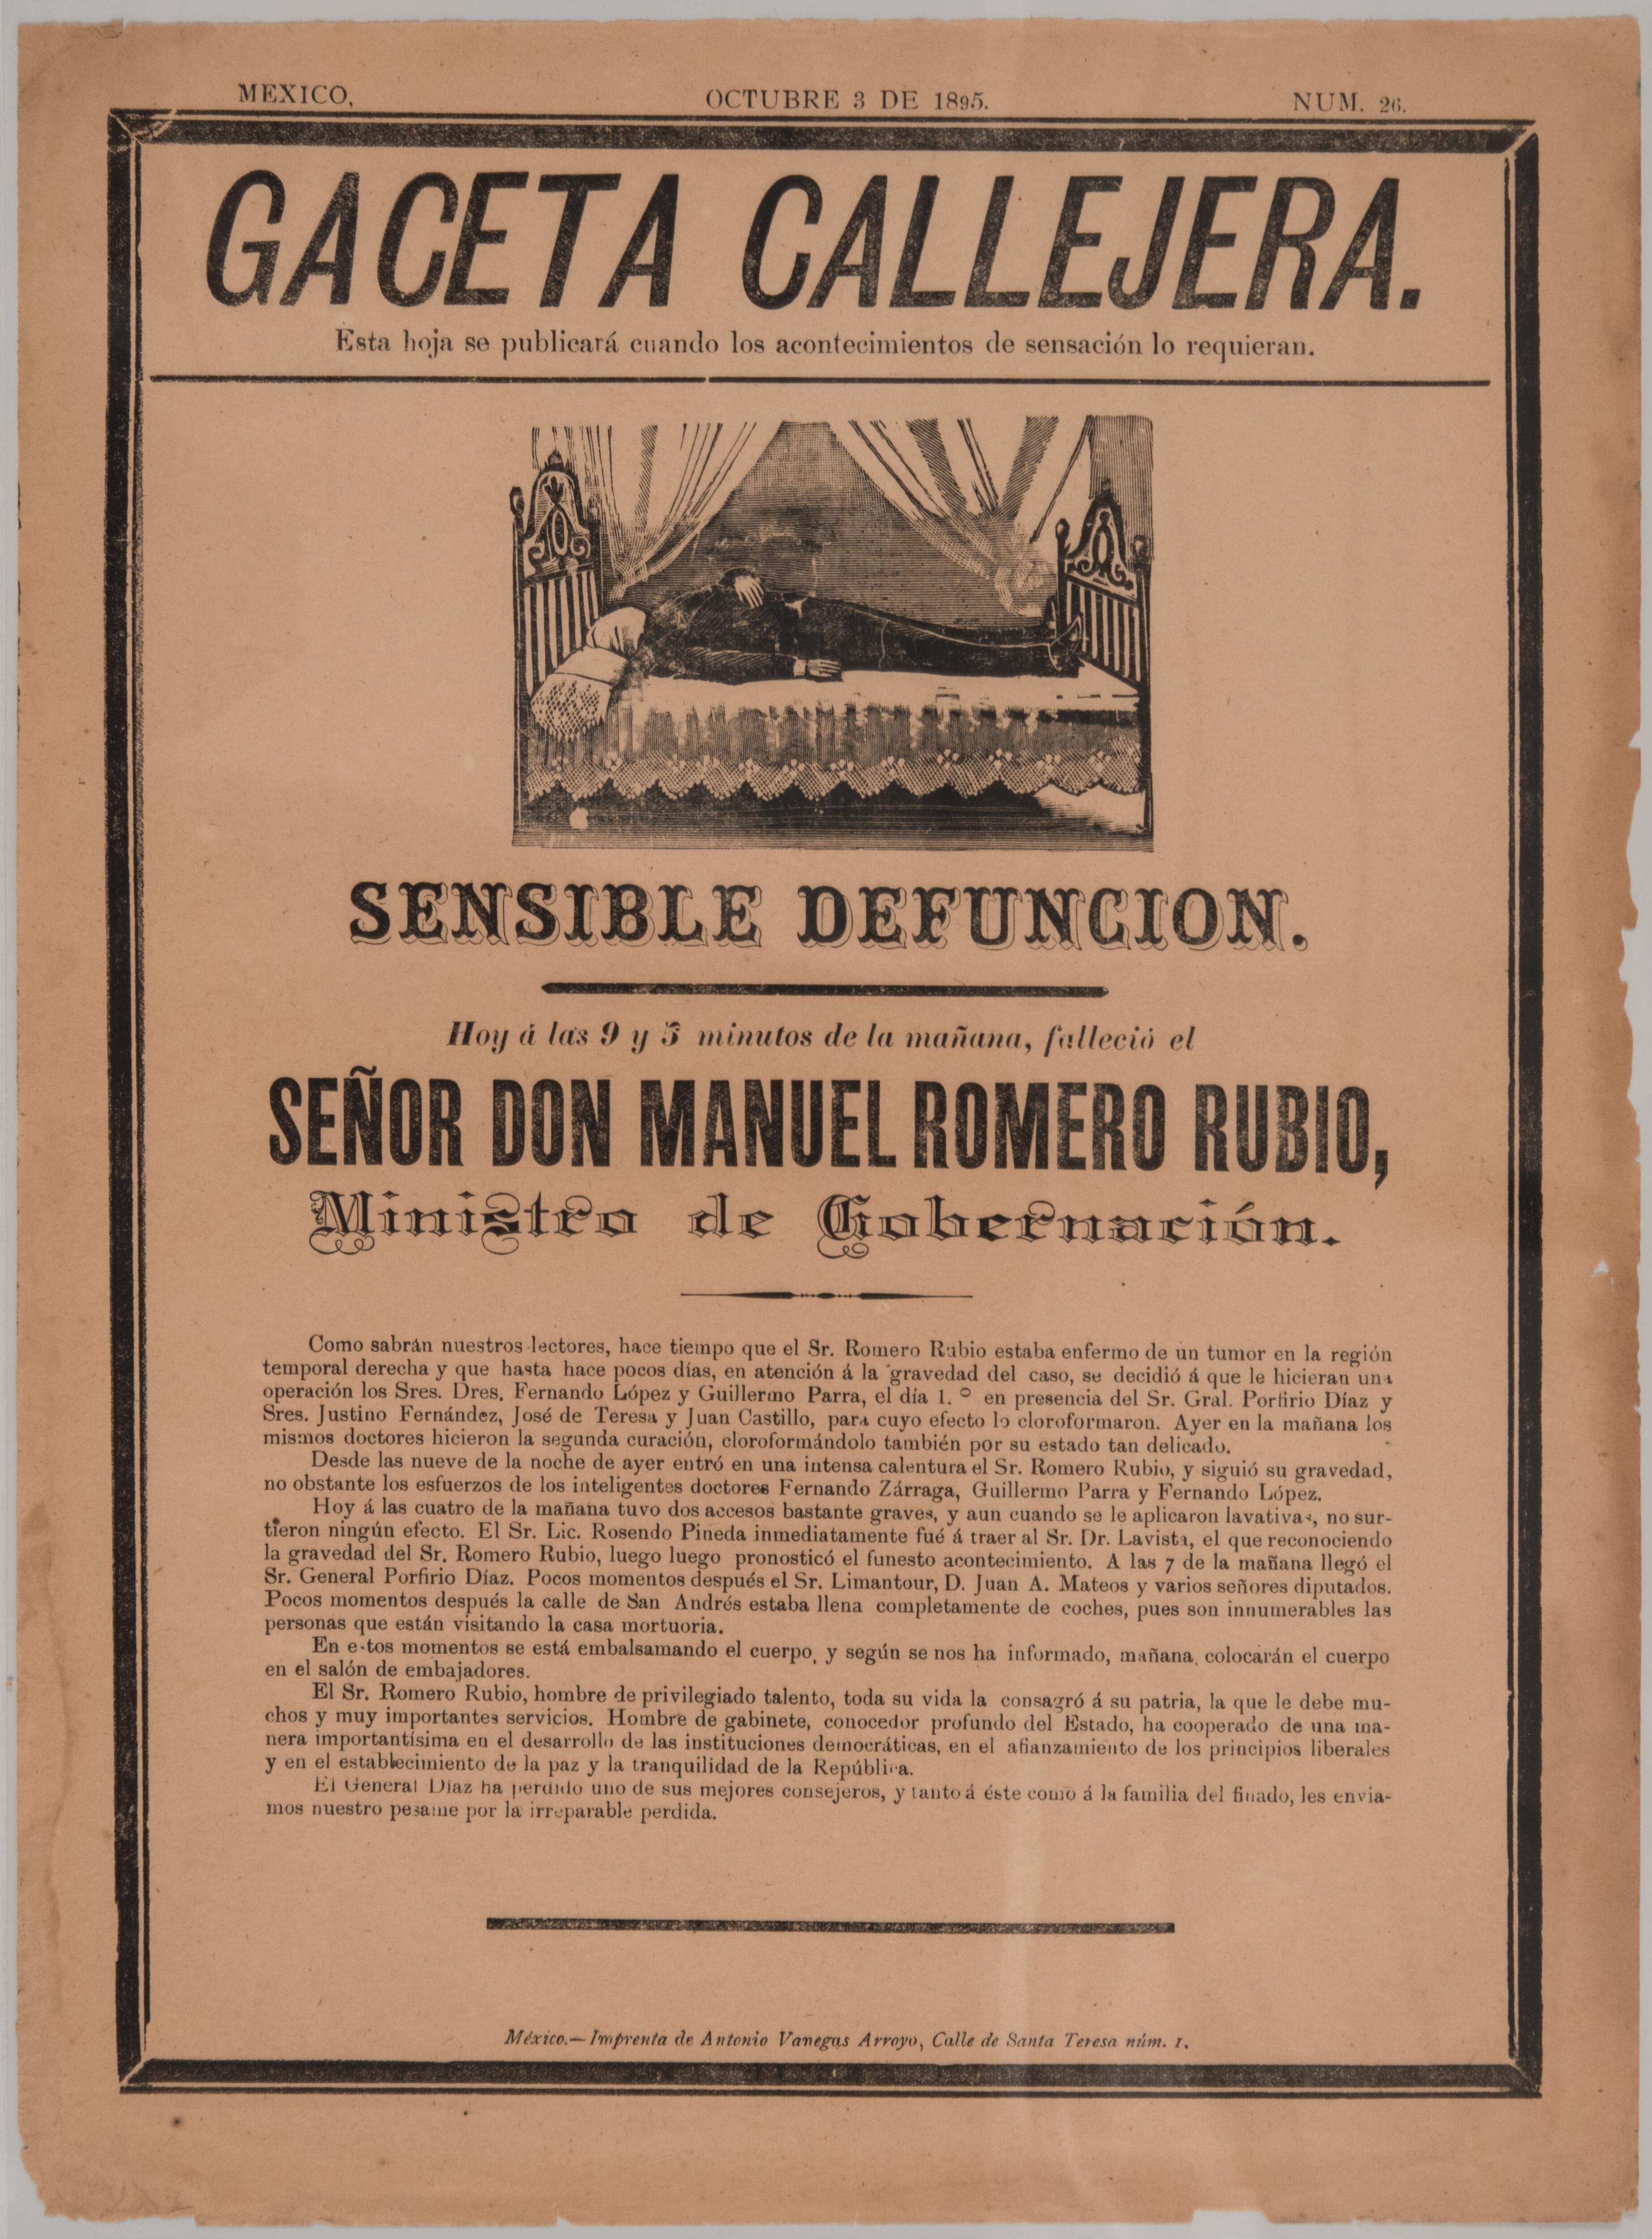 MEXICO, OCTUBRE 3 DE 1895. NUM. 26.
GACETA CALLEJERA.
Esta hoja se publicará cuando los acontecimientos de sensación lo requieran.
SENSIBLE DEFUNCION.
Hoy á las 9 y 5 minutos de la mañana, falleció el
SEÑOR DON MANUEL ROMERO RUBIO,
Ministro de Gobernación.
Como sabrán nuestros lectores, hace tiempo que el Sr. Romero Rubio estaba enfermo de un tumor en la región
temporal derecha y que hasta hace pocos días, en atención á la gravedad del caso, se decidió á que le hicieran una
operación los Sres. Dres. Fernando López y Guillermo Parra, el día 1.º en presencia del Sr. Gral. Porfirio Díaz y
Sres. Justino Fernández, José de Teresa y Juan Castillo, para cuyo efecto lo cloroformaron. Ayer en la mañana los
mismos doctores hicieron la segunda curación, cloroformándolo también por su estado tan delicado.
Desde las nueve de la noche de ayer entró en una intensa calentura el Sr. Romero Rubio, y siguió su gravedad,
no obstante los esfuerzos de los inteligentes doctores Fernando Zárraga, Guillermo Parra y Fernando López.
Hoy á las cuatro de la mañana tuvo dos accesos bastante graves, y aun cuando se le aplicaron lavativas, no sur-
tieron ningún efecto. El Sr. Lic. Rosendo Pineda inmediatamente fué á traer al Sr. Dr. Lavista, el que reconociendo
la gravedad del Sr. Romero Rubio, luego luego pronosticó el funesto acontecimiento. A las 7 de la mañana llegó el
Sr. General Porfirio Díaz. Pocos momentos después el Sr. Limantour, D. Juan A. Mateos y varios señores diputados.
Pocos momentos después la calle de San Andrés estaba llena completamente de coches, pues son innumerables las
personas que están visitando la casa mortuoria.
En estos momentos se está embalsamando el cuerpo, y según se nos ha informado, mañana, colocarán el cuerpo
en el salón de embajadores.
El Sr. Romero Rubio, hombre de privilegiado talento, toda su vida la consagró á su patria, la que le debe mu-
chos y muy importantes servicios. Hombre de gabinete, conocedor profundo del Estado, ha cooperado de una ma-
nera importantísima en el desarrollo de las instituciones democráticas, en el afianzamiento de los principios liberales
y en el establecimiento de la paz y la tranquilidad de la República.
El General Díaz ha perdido uno de sus mejores consejeros, y tanto á éste como á la familia del finado, les envia-
mos nuestro pesame por la irreparable perdida.
México.—Imprenta de Antonio Vanegas Arroyo, Calle de Santa Teresa núm. 1.